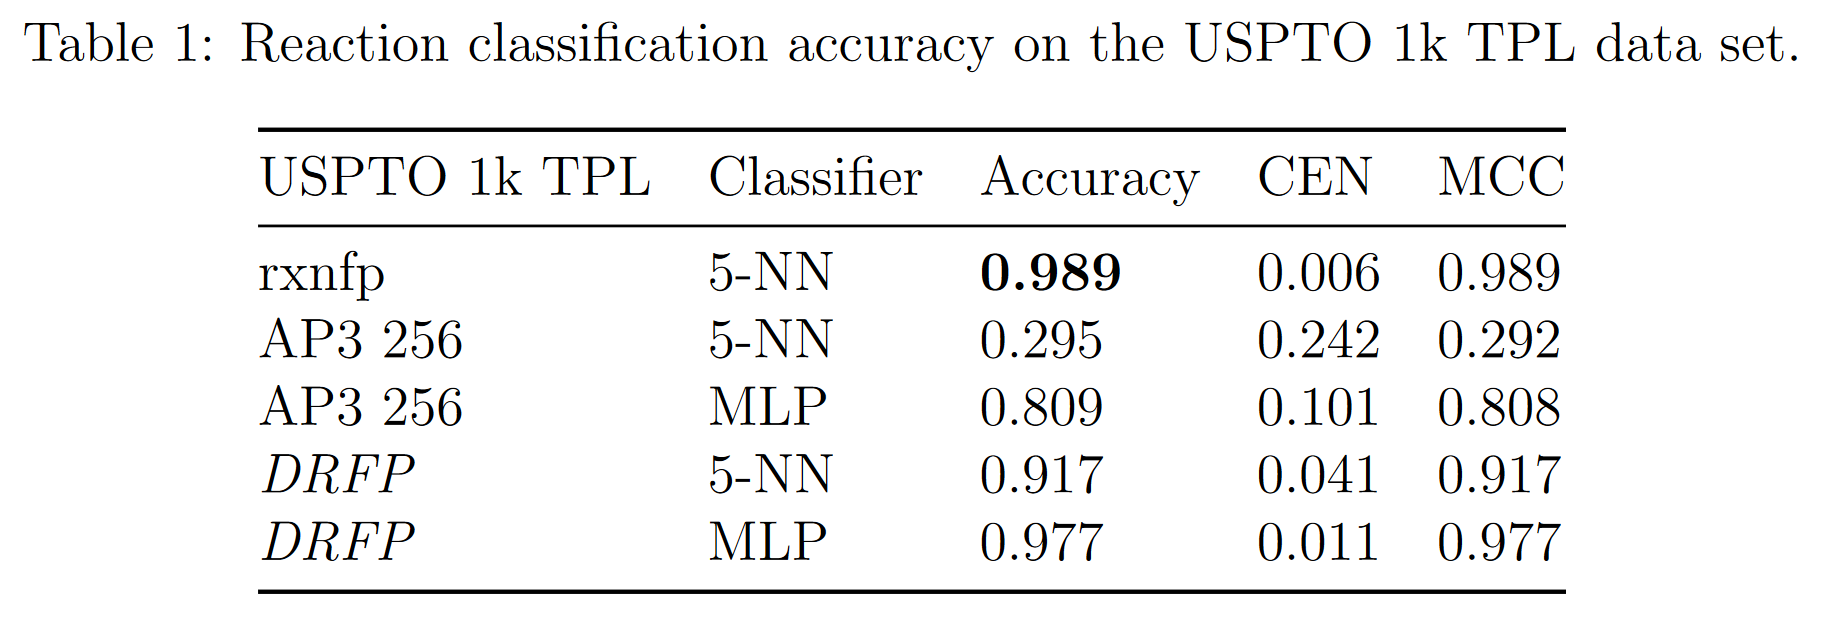 Table 1: Reaction classification accuracy on the USPTO 1k TPL data set.
USPTO 1k TPL Classifier Accuracy CEN MCC
rxnfp 5-NN 0.989 0.006 0.989
AP3 256 5-NN 0.295 0.242 0.292
AP3 256 MLP 0.809 0.101 0.808
DRFP 5-NN 0.917 0.041 0.917
DRFP MLP 0.977 0.011 0.977